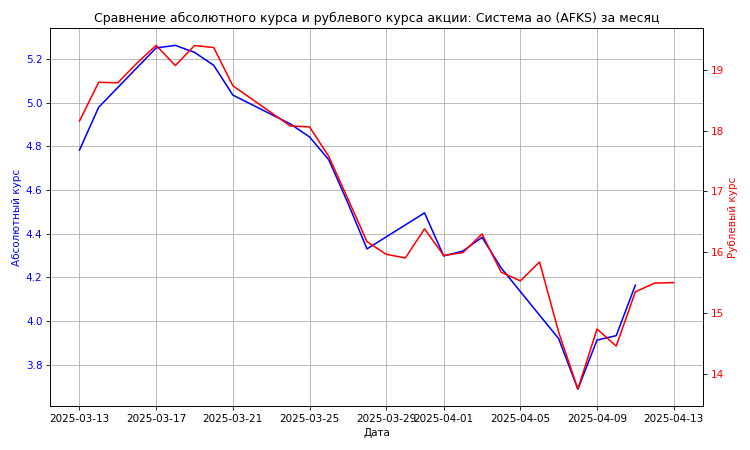 Сравнение абсолютного курса и рублевого курса акции: Система ао (AFKS) за месяц
Абсолютный курс
5.2
5.0
4.8
4.6
4.4
4.2
4.0
3.8
19
18
17
16
15
14
Рублевый курс
2025-03-13 2025-03-17 2025-03-21 2025-03-25 2025-03-29 2025-04-01 2025-04-05 2025-04-09 2025-04-13
Дата